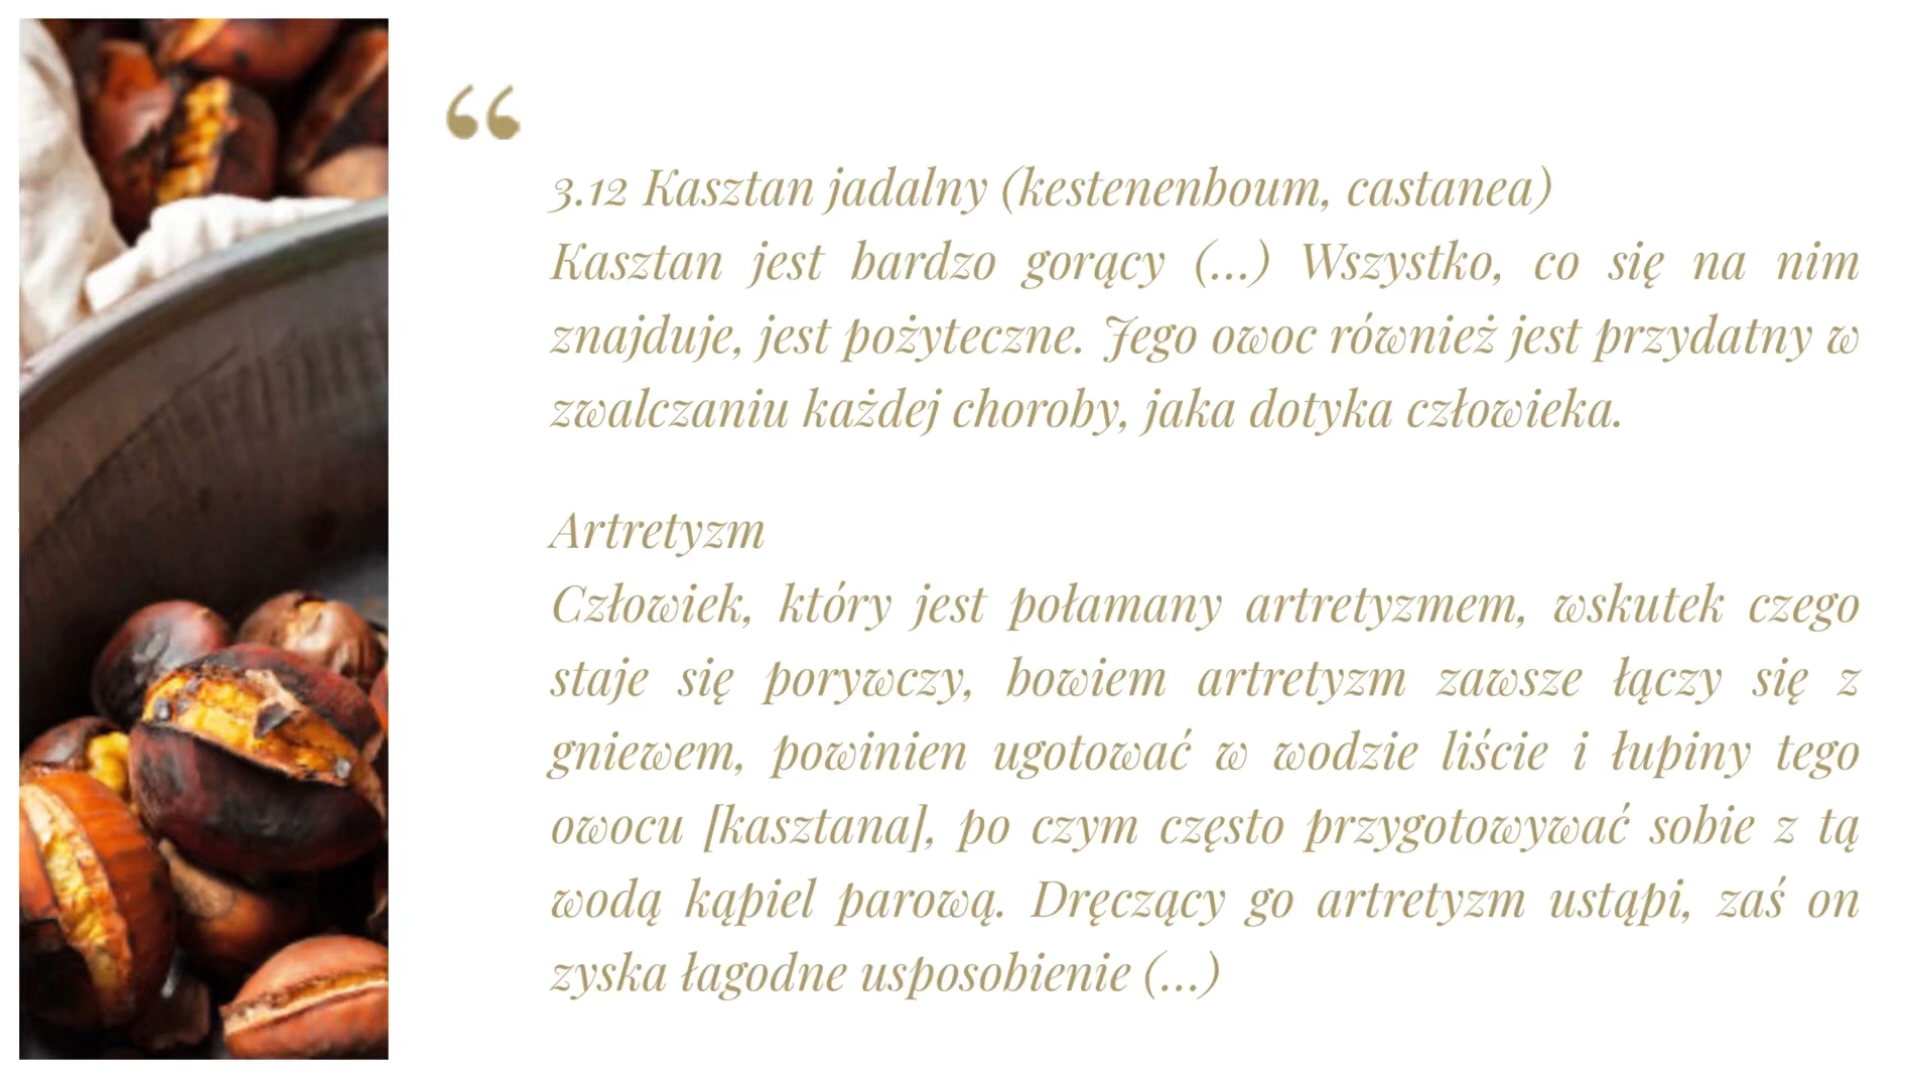 “
3.12 Kasztan jadalny (kestenenboum, castanea)
Kasztan jest bardzo gorący (...) Wszystko, co się na nim
znajduje, jest pożyteczne. Jego owoc również jest przydatny w
zwalczaniu każdej choroby, jaka dotyka człowieka.
Artretyzm
Człowiek, który jest połamany artretyzmem, wskutek czego
staje się porywczy, bowiem artretyzm zawsze łączy się z
gniewem, powinien ugotować w wodzie liście i łupiny tego
owocu [kasztana], po czym często przygotowywać sobie z tą
wodą kąpiel parową. Dręczący go artretyzm ustąpi, zaś on
zyska łagodne usposobienie (...)